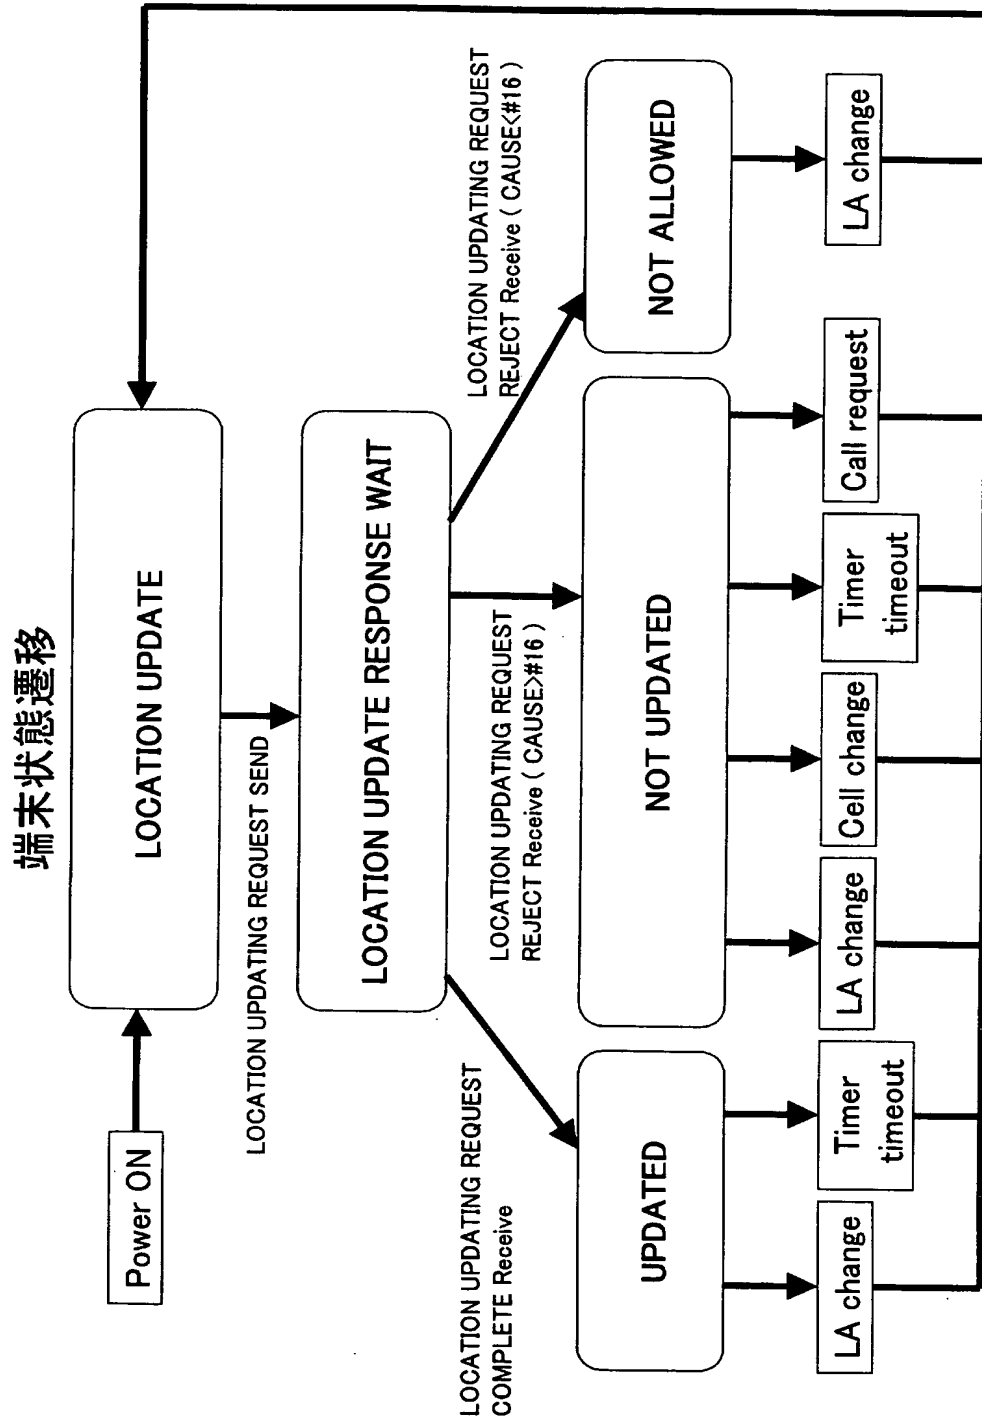 端末状態遷移
Power ON
LOCATION UPDATE
LOCATION UPDATING REQUEST SEND
LOCATION UPDATE RESPONSE WAIT
LOCATION UPDATING REQUEST
COMPLETE Receive
LOCATION UPDATING REQUEST
REJECT Receive ( CAUSE>#16 )
LOCATION UPDATING REQUEST
REJECT Receive ( CAUSE<#16 )
UPDATED
NOT UPDATED
NOT ALLOWED
LA change
Timer
timeout
LA change
Cell change
Timer
timeout
Call request
LA change